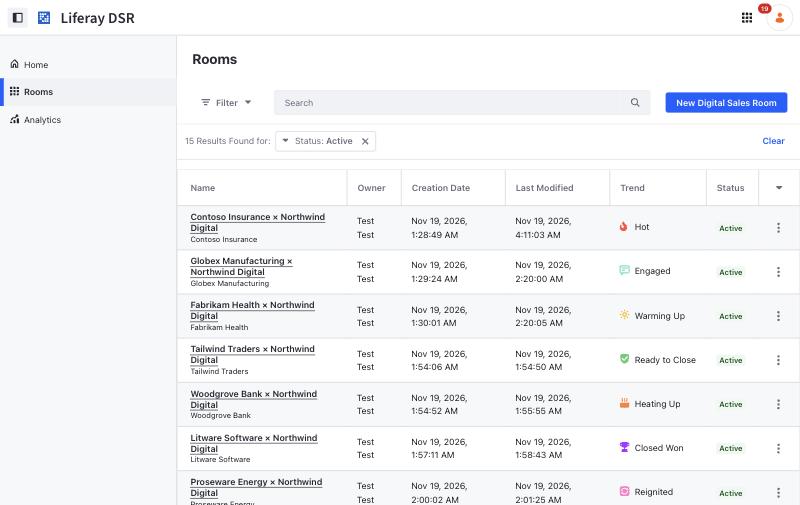 Liferay DSR
19
Home
Rooms
Analytics
Rooms
Filter
Search
New Digital Sales Room
15 Results Found for:
Status: Active
Clear
Name
Owner
Creation Date
Last Modified
Trend
Status
Contoso Insurance × Northwind
Digital
Contoso Insurance
Test
Test
Nov 19, 2026,
1:28:49 AM
Nov 19, 2026,
4:11:03 AM
Hot
Active
Globex Manufacturing ×
Northwind Digital
Globex Manufacturing
Test
Test
Nov 19, 2026,
1:29:24 AM
Nov 19, 2026,
2:20:00 AM
Engaged
Active
Fabrikam Health × Northwind
Digital
Fabrikam Health
Test
Test
Nov 19, 2026,
1:30:01 AM
Nov 19, 2026,
2:20:05 AM
Warming Up
Active
Tailwind Traders × Northwind
Digital
Tailwind Traders
Test
Test
Nov 19, 2026,
1:54:06 AM
Nov 19, 2026,
1:54:50 AM
Ready to Close
Active
Woodgrove Bank × Northwind
Digital
Woodgrove Bank
Test
Test
Nov 19, 2026,
1:54:52 AM
Nov 19, 2026,
1:55:55 AM
Heating Up
Active
Litware Software × Northwind
Digital
Litware Software
Test
Test
Nov 19, 2026,
1:57:11 AM
Nov 19, 2026,
1:58:43 AM
Closed Won
Active
Proseware Energy × Northwind
Digital
Proseware Energy
Test
Test
Nov 19, 2026,
2:00:02 AM
Nov 19, 2026,
2:01:25 AM
Reignited
Active